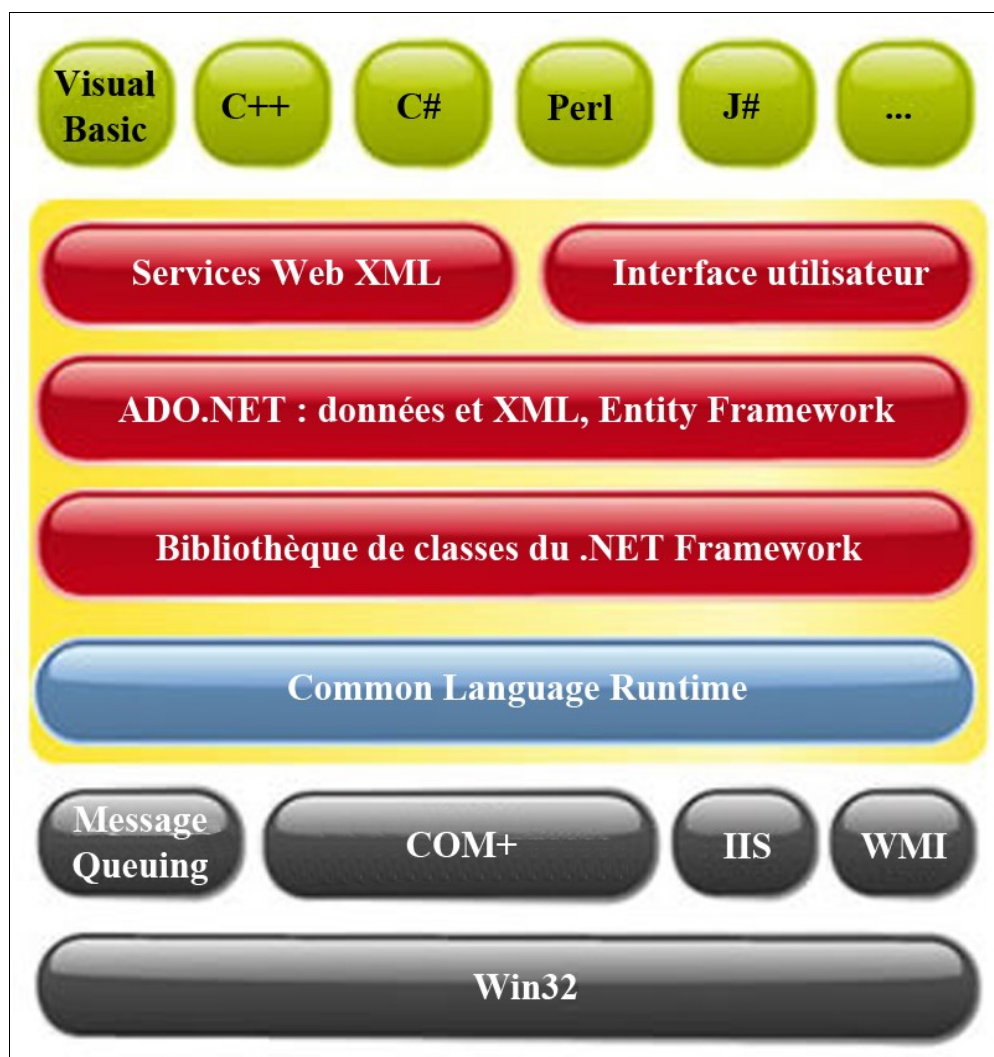 Visual
Basic
C++
C#
Perl
J#
...
Services Web XML
Interface utilisateur
ADO.NET : données et XML, Entity Framework
Bibliothèque de classes du .NET Framework
Common Language Runtime
Message
Queuing
COM+
IIS
WMI
Win32